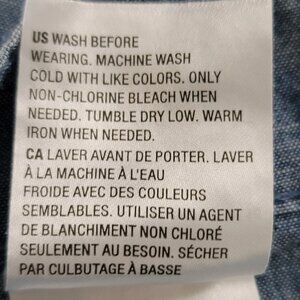 US WASH BEFORE
WEARING. MACHINE WASH
COLD WITH LIKE COLORS. ONLY
NON-CHLORINE BLEACH WHEN
NEEDED. TUMBLE DRY LOW. WARM
IRON WHEN NEEDED.
CA LAVER AVANT DE PORTER. LAVER
À LA MACHINE À L'EAU
FROIDE AVEC DES COULEURS
SEMBLABLES. UTILISER UN AGENT
DE BLANCHIMENT NON CHLORÉ
SEULEMENT AU BESOIN. SÉCHER
PAR CULBUTAGE À BASSE